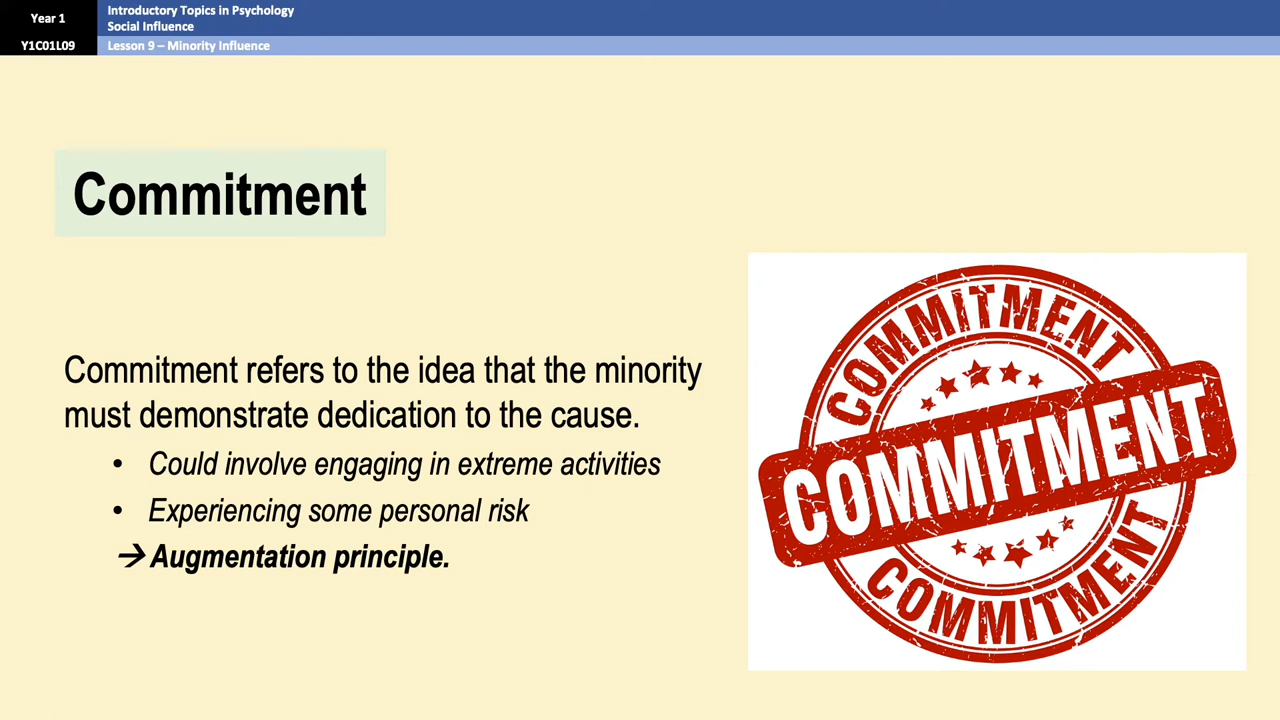 Year 1
Introductory Topics in Psychology
Social Influence
Y1C01L09
Lesson 9 – Minority Influence
Commitment
Commitment refers to the idea that the minority
must demonstrate dedication to the cause.
• Could involve engaging in extreme activities
• Experiencing some personal risk
→ Augmentation principle.
COMMITMENT
COMMITMENT
COMMITMENT